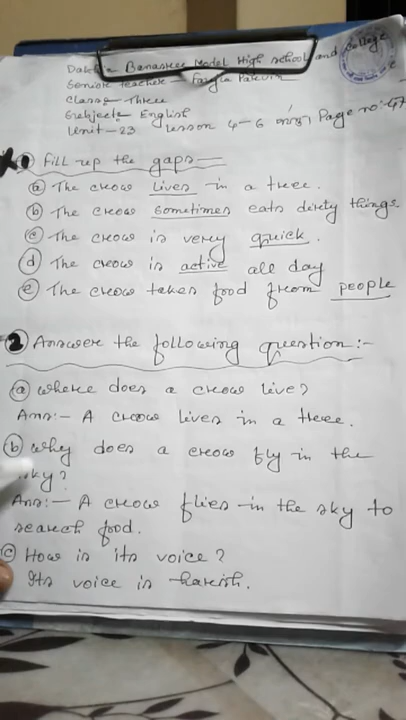 Banasree Model High school and College
Senior teacher - Farjia Parvin
Class - Three
Subject - English
Unit - 23 Lesson 4-6 বাংলা Page no: 47
1 Fill up the gaps
a The crow lives in a tree.
b The crow sometimes eats dirty things.
c The crow is very quick.
d The crow is active all day
e The crow takes food from people
2 Answer the following question:-
a where does a crow live?
Ans:- A crow lives in a tree.
b why does a crow fly in the
sky?
Ans:- A crow flies in the sky to
search food.
c How is its voice?
Its voice is harsh.